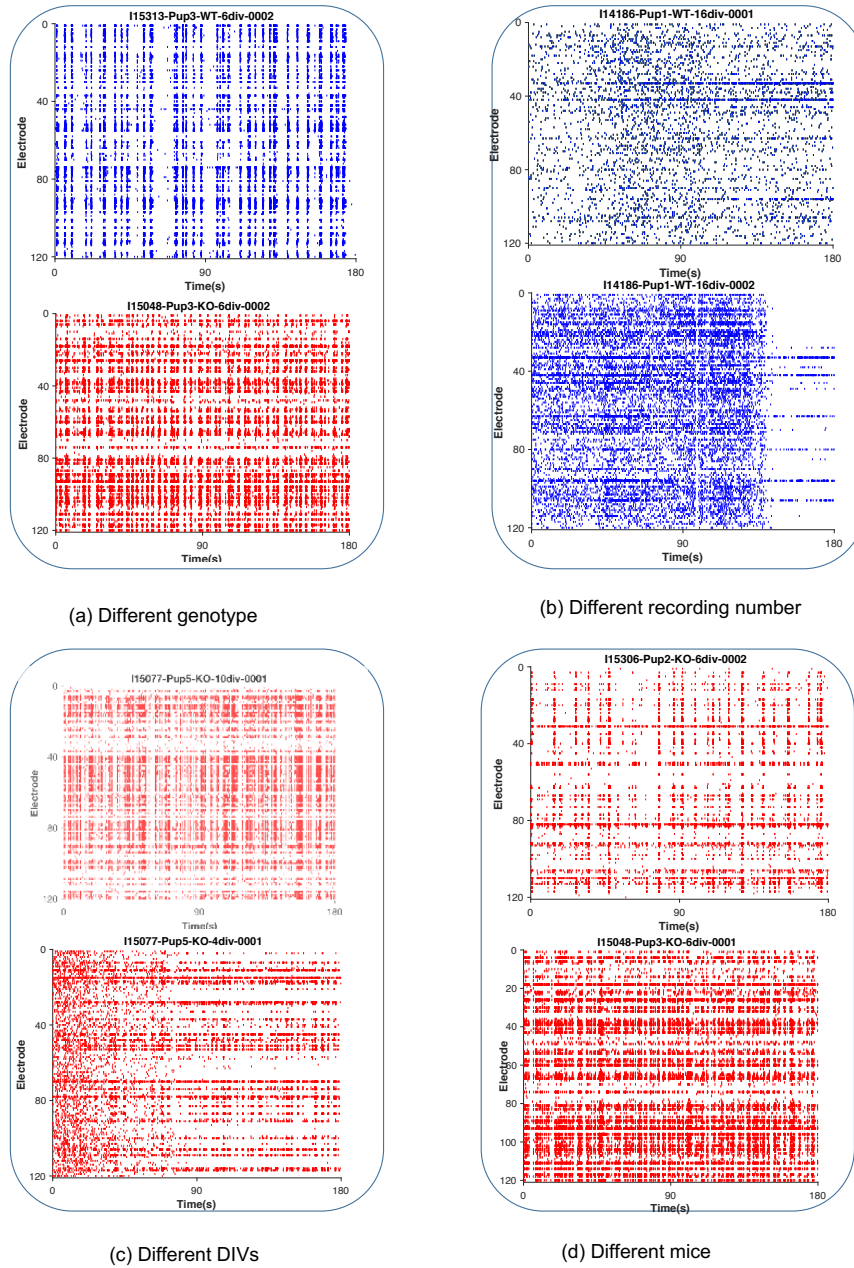 I15313-Pup3-WT-6div-0002
0
40
80
120
Electrode
0 90 180
Time(s)
I15048-Pup3-KO-6div-0002
0
40
80
120
Electrode
0 90 180
Time(s)
(a) Different genotype
I14186-Pup1-WT-16div-0001
0
40
80
120
Electrode
0 90 180
Time(s)
I14186-Pup1-WT-16div-0002
0
40
80
120
Electrode
0 90 180
Time(s)
(b) Different recording number
I15077-Pup5-KO-10div-0001
0
40
80
120
Electrode
0 90 180
Time(s)
I15077-Pup5-KO-4div-0001
0
40
80
120
Electrode
0 90 180
Time(s)
(c) Different DIVs
I15306-Pup2-KO-6div-0002
0
40
80
120
Electrode
0 90 180
Time(s)
I15048-Pup3-KO-6div-0001
0
20
40
60
80
100
120
Electrode
0 90 180
Time(s)
(d) Different mice